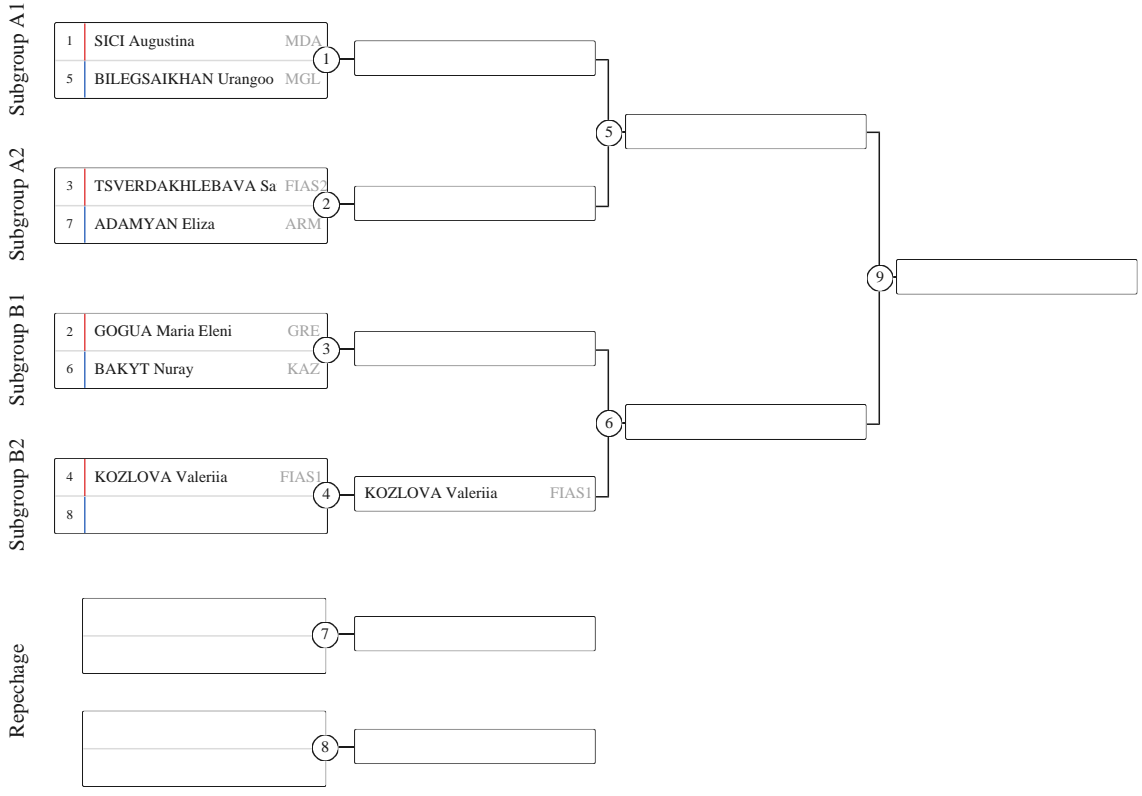 Subgroup A1
1 SICI Augustina MDA
1
5 BILEGSAIKHAN Urangoo MGL
5
Subgroup A2
3 TSVERDAKHLEBAVA Sa FIAS2
2
7 ADAMYAN Eliza ARM
9
Subgroup B1
2 GOGUA Maria Eleni GRE
3
6 BAKYT Nuray KAZ
6
Subgroup B2
4 KOZLOVA Valeriia FIAS1
4 KOZLOVA Valeriia FIAS1
8
Repechage
7
8